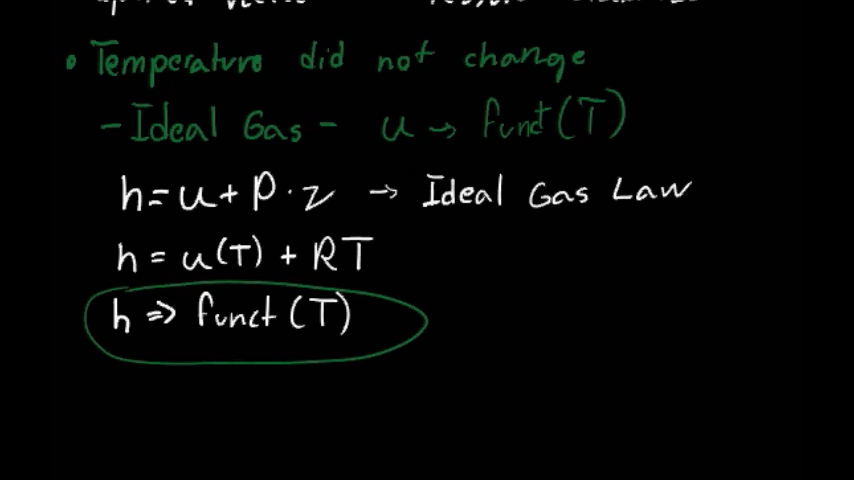 • Temperature did not change
- Ideal Gas - u → funct(T)
h = u + P · v → Ideal Gas Law
h = u(T) + RT
h => funct(T)